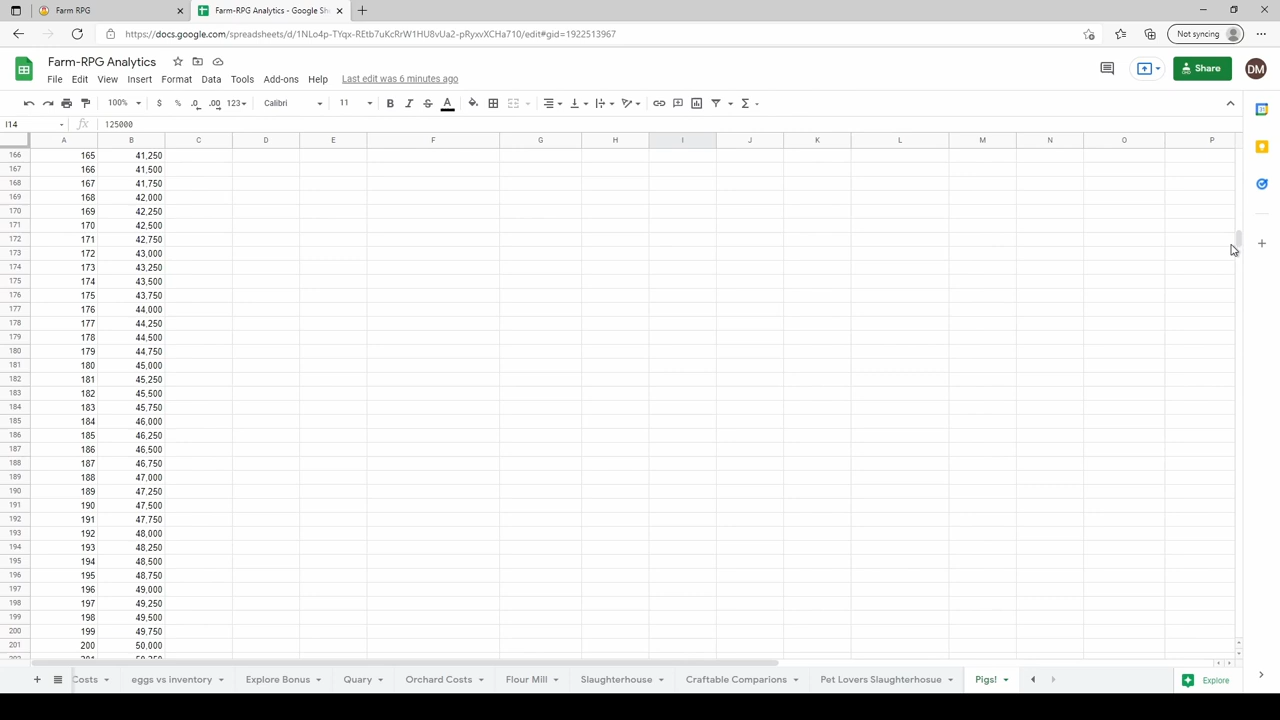 Farm RPG
Farm-RPG Analytics - Google She
https://docs.google.com/spreadsheets/d/1NLo4p-TYqx-REtb7uKcRrW1HU8vUa2-pRyxvXCHa710/edit#gid=1922513967
Not syncing
Farm-RPG Analytics
File Edit View Insert Format Data Tools Add-ons Help Last edit was 6 minutes ago
Share
DM
100% $ % .0 .00 123 Calibri 11 B I S A
I14 fx 125000
A B C D E F G H I J K L M N O P
166 165 41,250
167 166 41,500
168 167 41,750
169 168 42,000
170 169 42,250
171 170 42,500
172 171 42,750
173 172 43,000
174 173 43,250
175 174 43,500
176 175 43,750
177 176 44,000
178 177 44,250
179 178 44,500
180 179 44,750
181 180 45,000
182 181 45,250
183 182 45,500
184 183 45,750
185 184 46,000
186 185 46,250
187 186 46,500
188 187 46,750
189 188 47,000
190 189 47,250
191 190 47,500
192 191 47,750
193 192 48,000
194 193 48,250
195 194 48,500
196 195 48,750
197 196 49,000
198 197 49,250
199 198 49,500
200 199 49,750
201 200 50,000
Costs eggs vs inventory Explore Bonus Quary Orchard Costs Flour Mill Slaughterhouse Craftable Comparions Pet Lovers Slaughterhosue Pigs! Explore